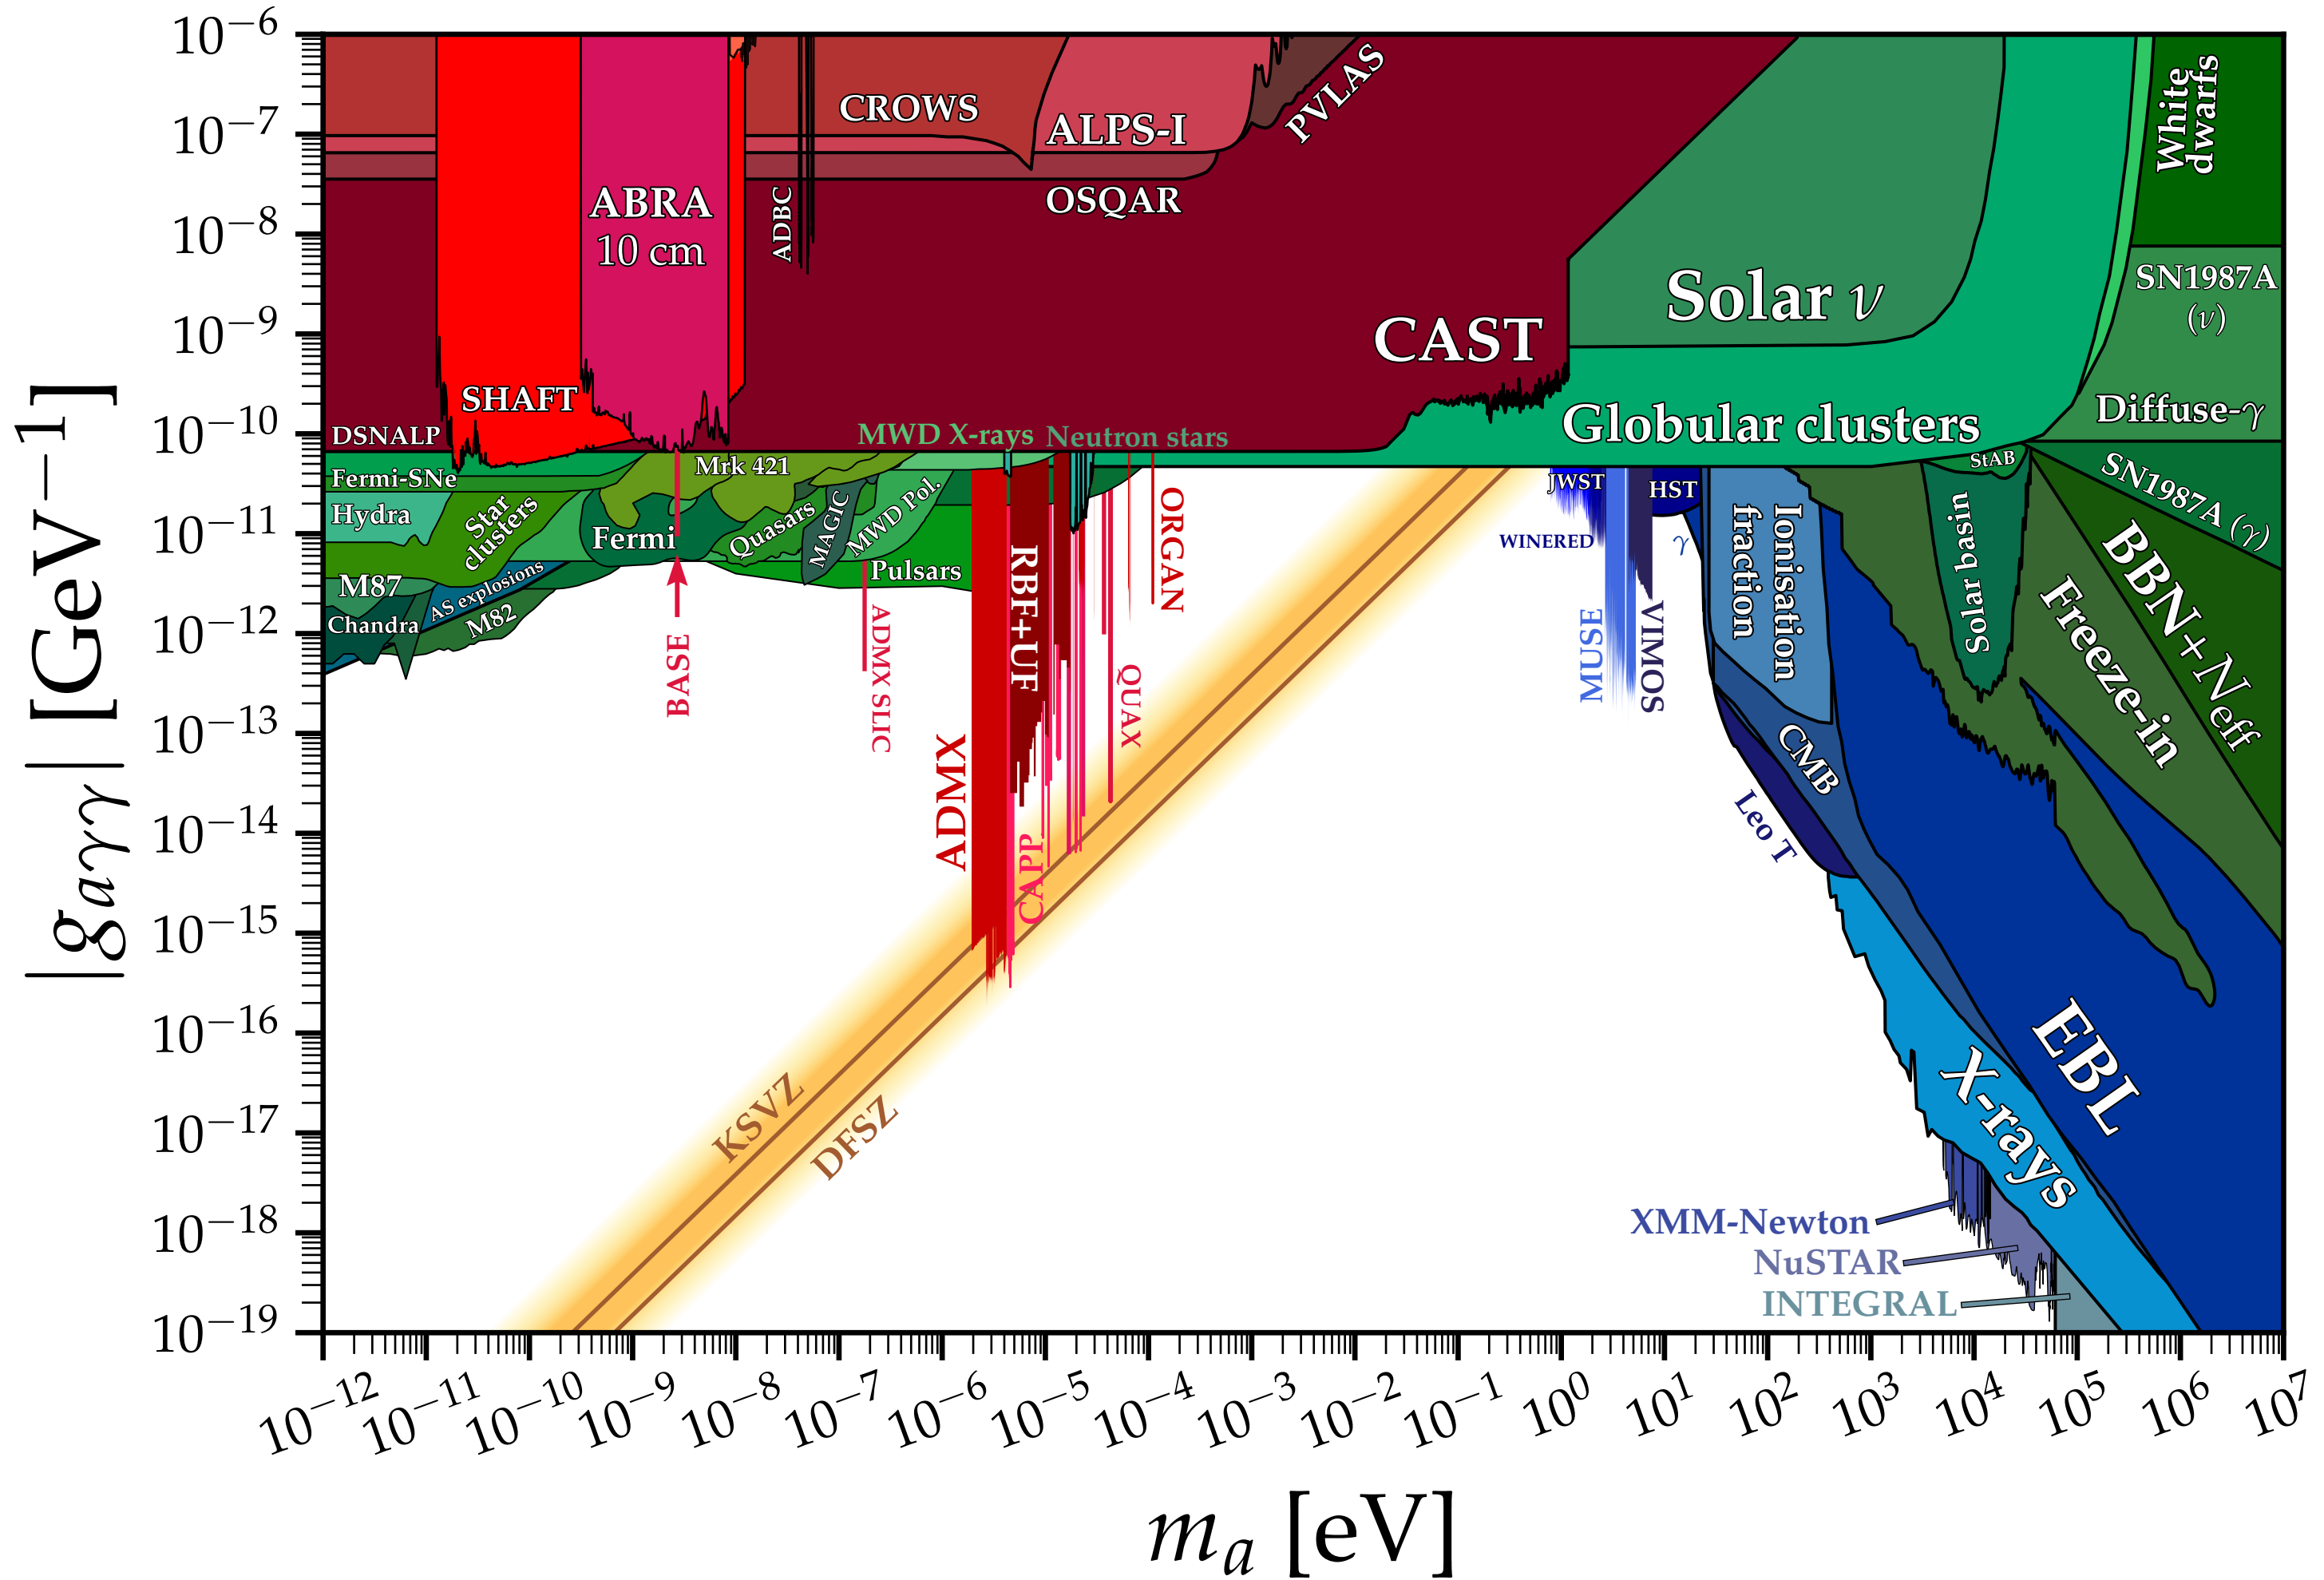 |g_{aγγ}| [GeV⁻¹]
10⁻⁶
10⁻⁷
10⁻⁸
10⁻⁹
10⁻¹⁰
10⁻¹¹
10⁻¹²
10⁻¹³
10⁻¹⁴
10⁻¹⁵
10⁻¹⁶
10⁻¹⁷
10⁻¹⁸
10⁻¹⁹
CROWS
ALPS-I
PVLAS
OSQAR
ABRA
10 cm
ADBC
SHAFT
CAST
Solar ν
White
dwarfs
SN1987A
(ν)
Diffuse-γ
Globular clusters
DSNALP
MWD X-rays
Neutron stars
Fermi-SNe
Mrk 421
Hydra
Star
clusters
Fermi
Quasars
MAGIC
MWD Pol.
Pulsars
M87
AS explosions
Chandra
M82
BASE
ADMX SLIC
ADMX
RBF+UF
CAPP
QUAX
ORGAN
JWST
HST
WINERED
γ
MUSE
VIMOS
Ionisation
fraction
StAB
Solar basin
SN1987A (γ)
BBN+Neff
Freeze-in
CMB
Leo T
EBL
X-rays
KSVZ
DFSZ
XMM-Newton
NuSTAR
INTEGRAL
10⁻¹²
10⁻¹¹
10⁻¹⁰
10⁻⁹
10⁻⁸
10⁻⁷
10⁻⁶
10⁻⁵
10⁻⁴
10⁻³
10⁻²
10⁻¹
10⁰
10¹
10²
10³
10⁴
10⁵
10⁶
10⁷
mₐ [eV]